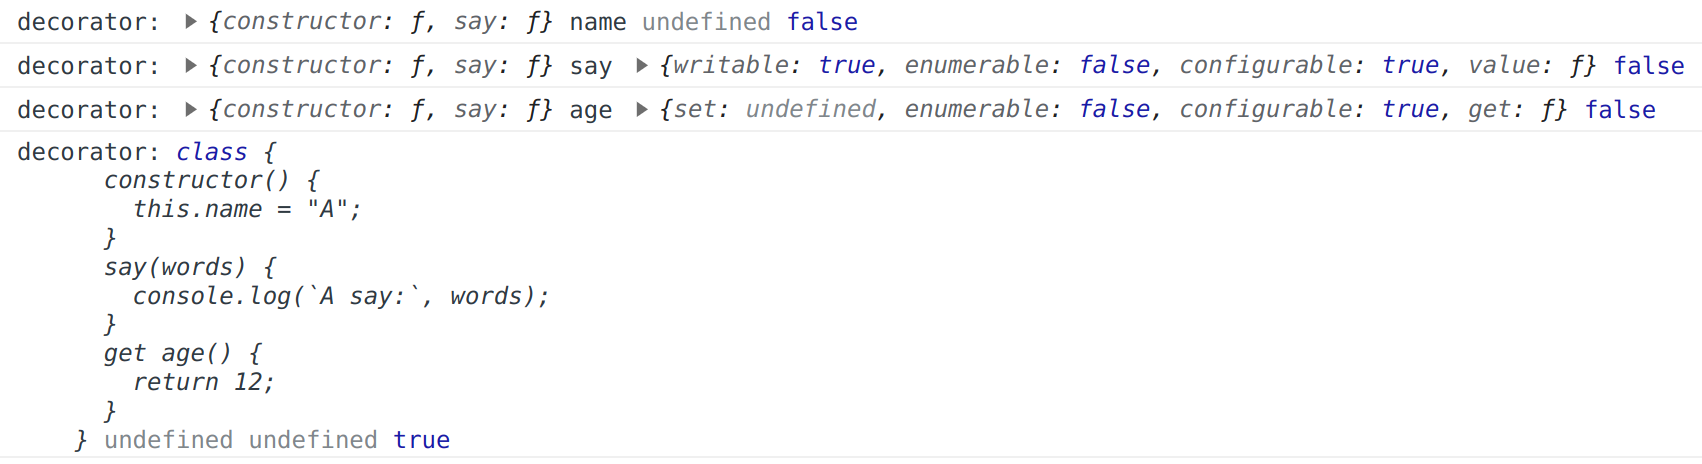 decorator: ▶ {constructor: ƒ, say: ƒ} name undefined false
decorator: ▶ {constructor: ƒ, say: ƒ} say ▶ {writable: true, enumerable: false, configurable: true, value: ƒ} false
decorator: ▶ {constructor: ƒ, say: ƒ} age ▶ {set: undefined, enumerable: false, configurable: true, get: ƒ} false
decorator: class {
      constructor() {
        this.name = "A";
      }
      say(words) {
        console.log(`A say:`, words);
      }
      get age() {
        return 12;
      }
    } undefined undefined true